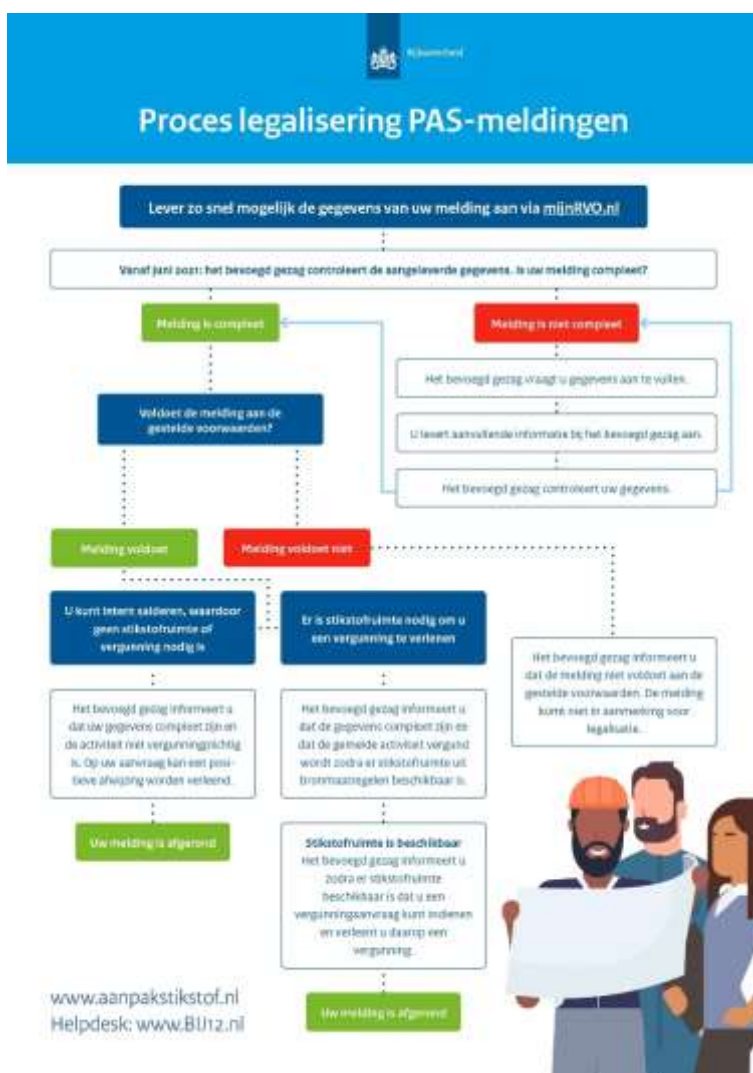 Rijksoverheid
Proces legalisering PAS-meldingen
Lever zo snel mogelijk de gegevens van uw melding aan via mijnRVO.nl
Vanaf juni 2021: het bevoegd gezag controleert de aangeleverde gegevens. Is uw melding compleet?
Melding is compleet
Melding is niet compleet
Het bevoegd gezag vraagt u gegevens aan te vullen.
Voldoet de melding aan de
gestelde voorwaarden?
U levert aanvullende informatie bij het bevoegd gezag aan.
Het bevoegd gezag controleert uw gegevens.
Melding voldoet
Melding voldoet niet
U kunt intern salderen, waardoor
geen stikstofruimte of
vergunning nodig is
Er is stikstofruimte nodig om u
een vergunning te verlenen
Het bevoegd gezag informeert u
dat de melding niet voldoet aan de
gestelde voorwaarden. De melding
komt niet in aanmerking voor
legalisatie.
Het bevoegd gezag informeert u
dat uw gegevens compleet zijn en
de activiteit niet vergunningplichtig
is. Op uw aanvraag kan een posi-
tieve afwijzing worden verleend.
Het bevoegd gezag informeert u
dat de gegevens compleet zijn en
dat de gemelde activiteit vergund
wordt zodra er stikstofruimte uit
bronmaatregelen beschikbaar is.
Uw melding is afgerond
Stikstofruimte is beschikbaar
Het bevoegd gezag informeert u
zodra er stikstofruimte
beschikbaar is dat u een
vergunningaanvraag kunt indienen
en verleent u daarop een
vergunning.
Uw melding is afgerond
www.aanpakstikstof.nl
Helpdesk: www.BIJ12.nl